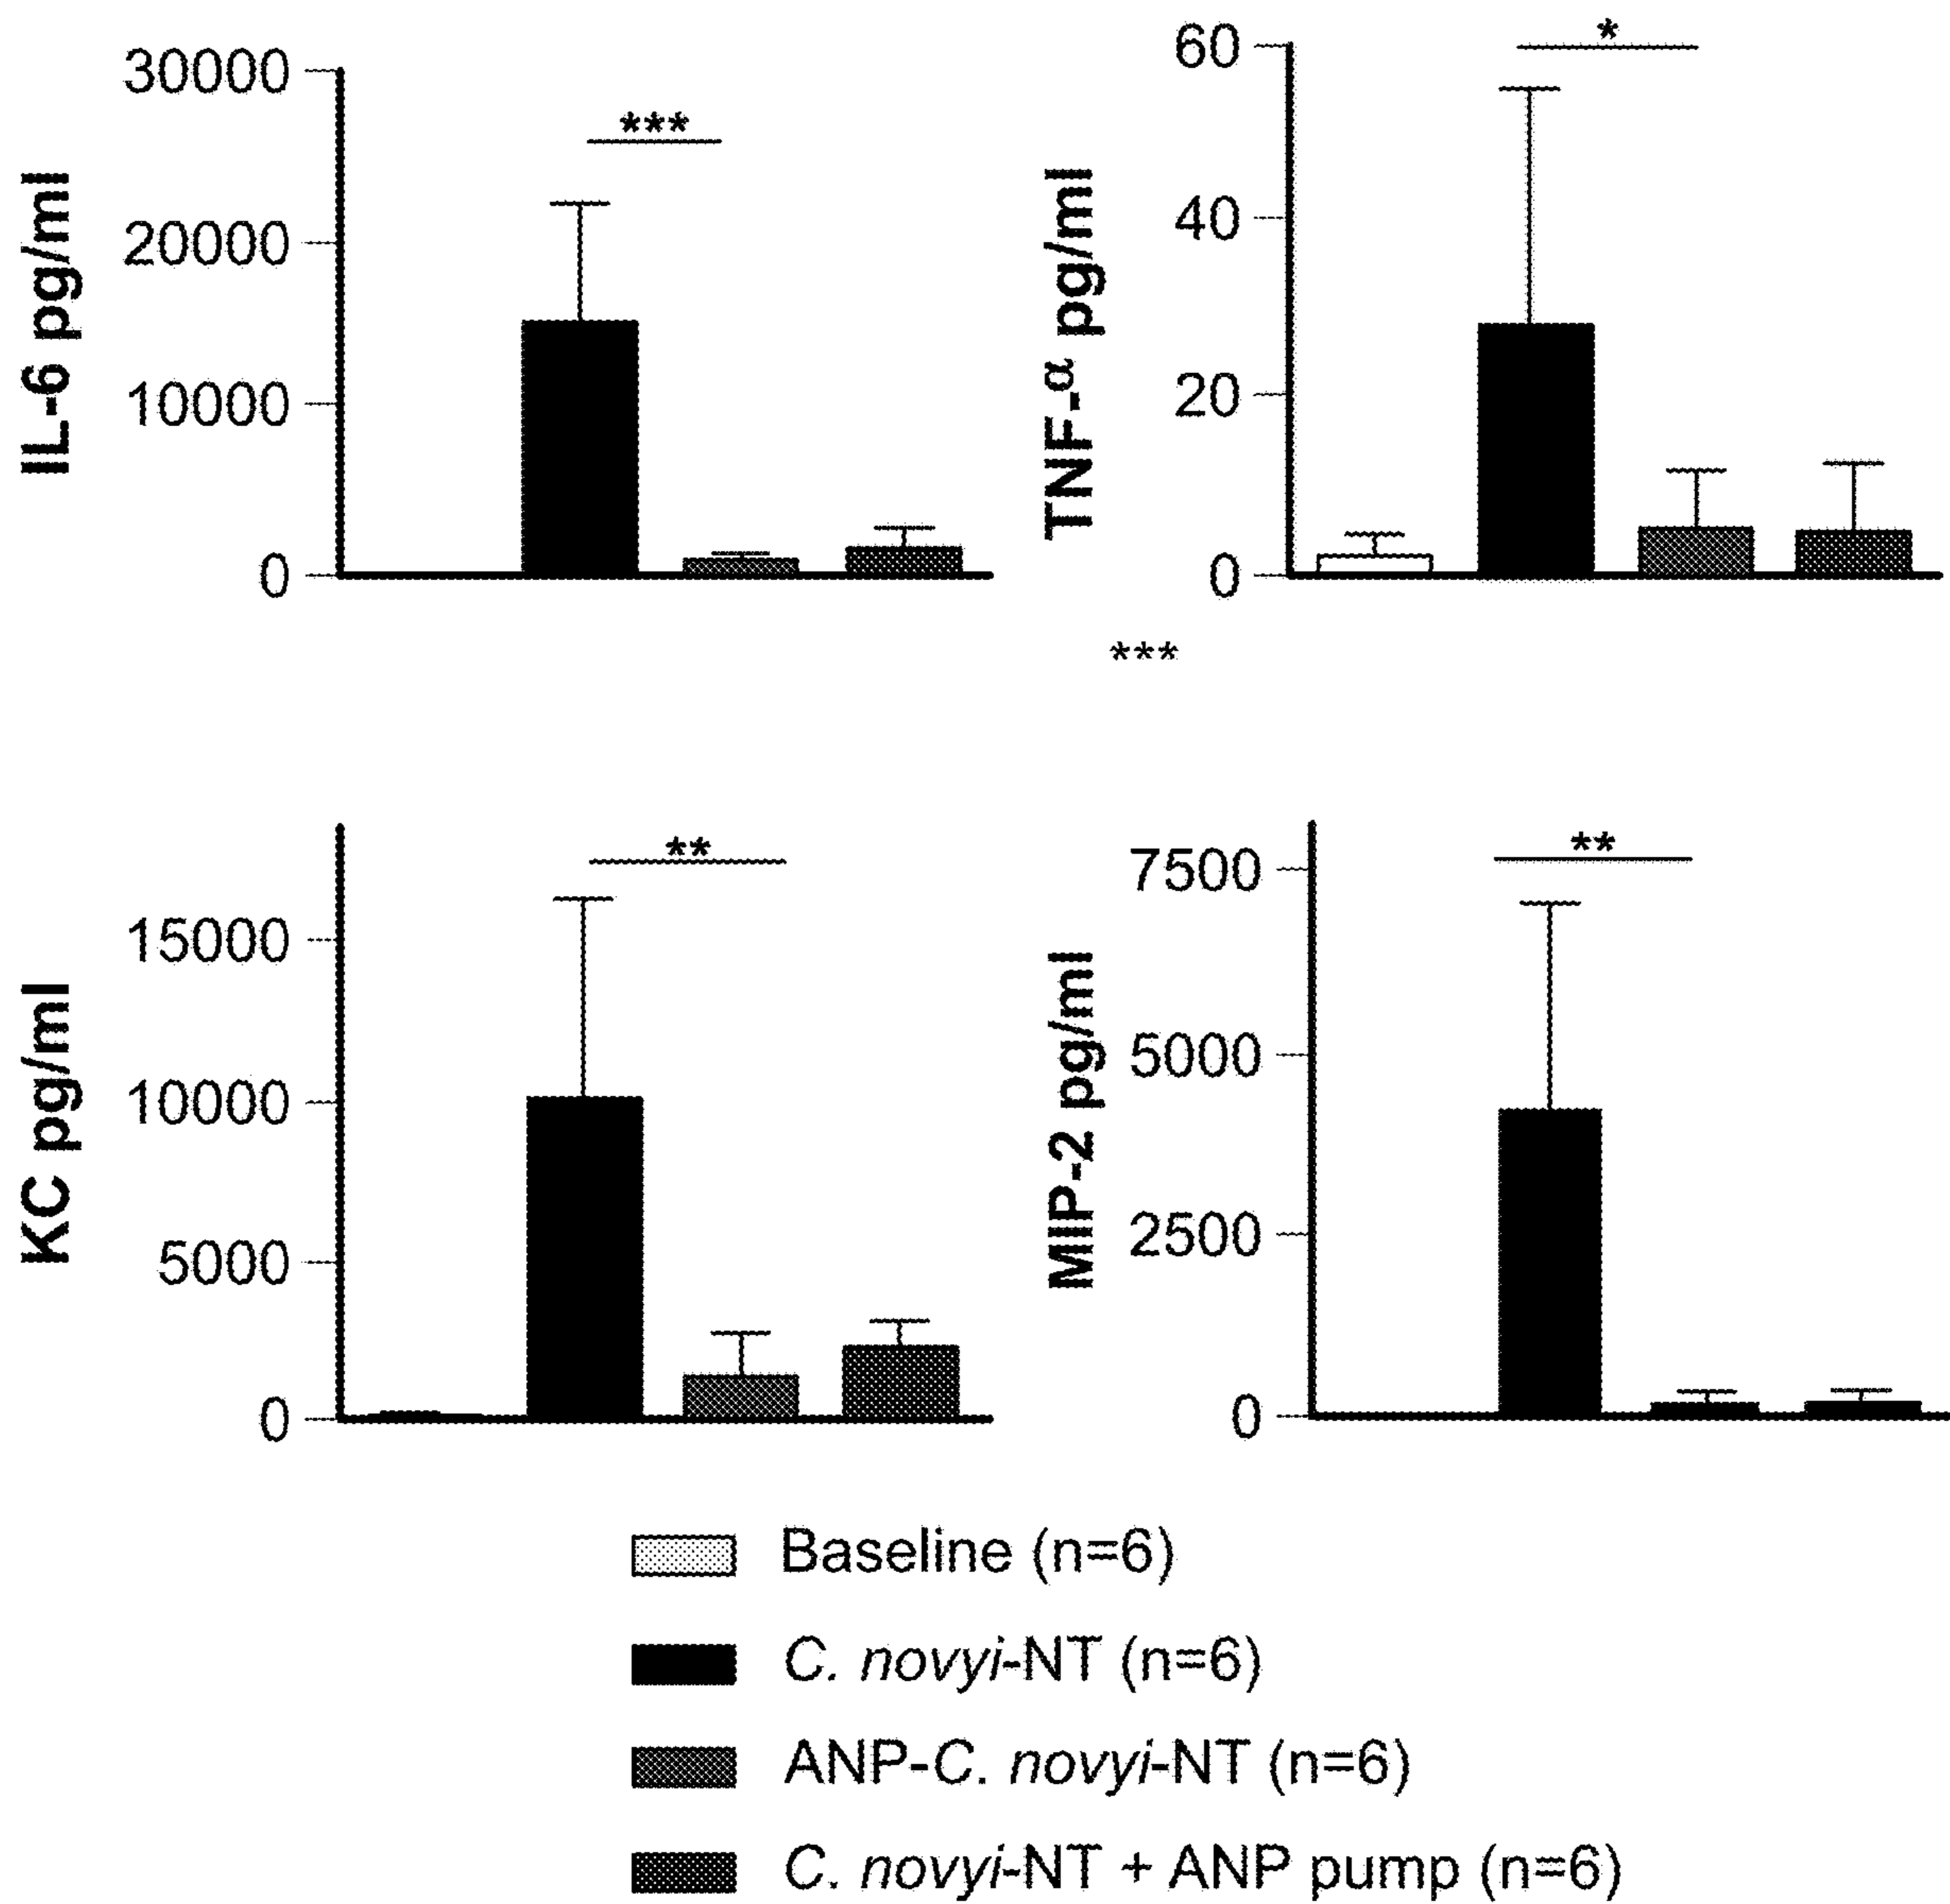 30000
20000
10000
0
IL-6 pg/ml
***
60
40
20
0
TNF-α pg/ml
*
***
15000
10000
5000
0
KC pg/ml
**
7500
5000
2500
0
MIP-2 pg/ml
**
Baseline (n=6)
C. novyi-NT (n=6)
ANP-C. novyi-NT (n=6)
C. novyi-NT + ANP pump (n=6)